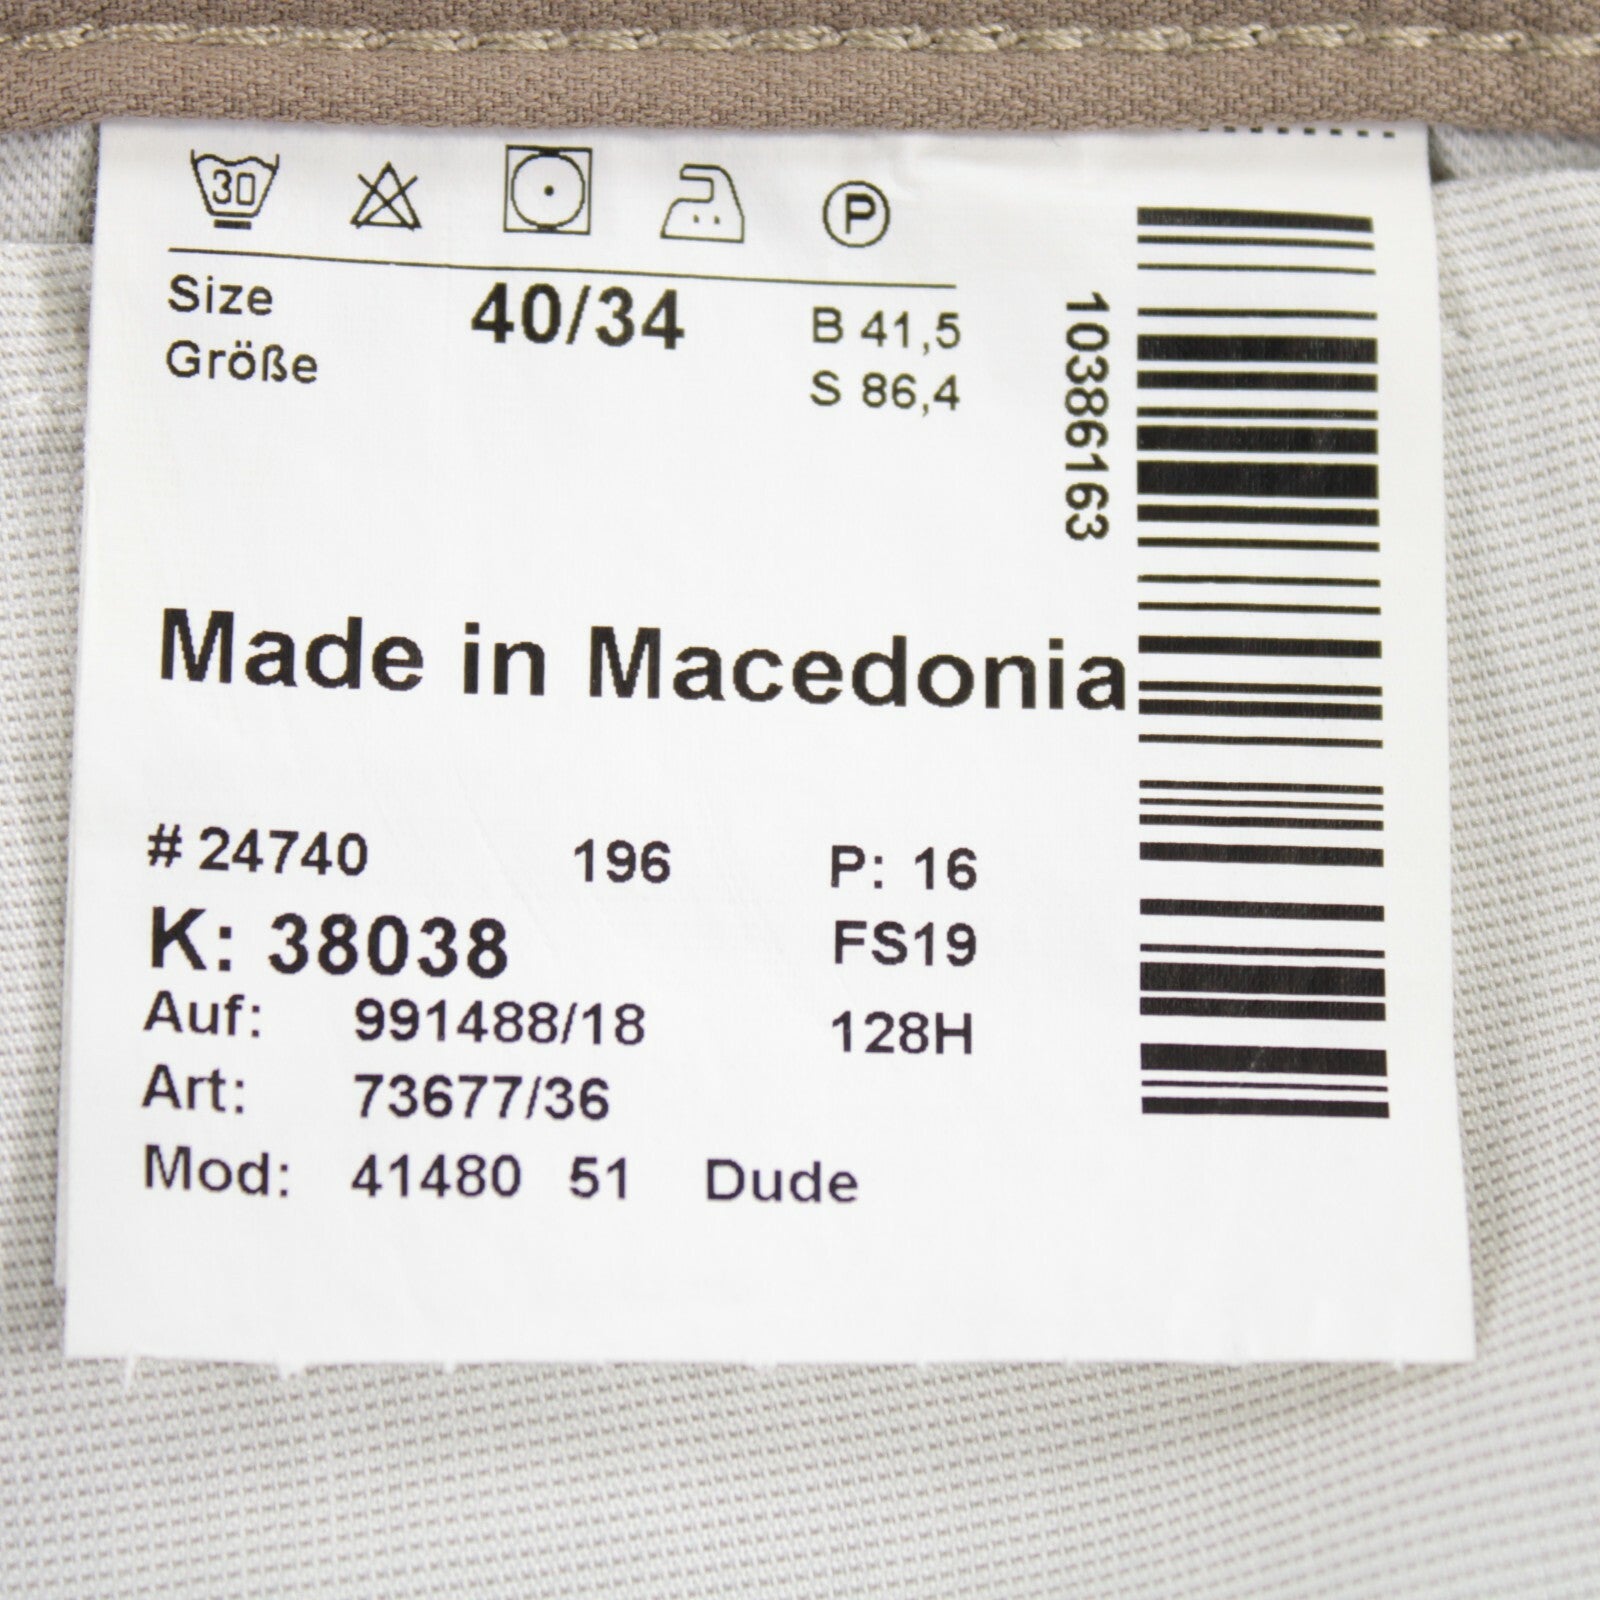 30 P
Size 40/34 B 41,5
Größe S 86,4
10386163
Made in Macedonia
# 24740 196 P: 16
K: 38038 FS19
Auf: 991488/18 128H
Art: 73677/36
Mod: 41480 51 Dude